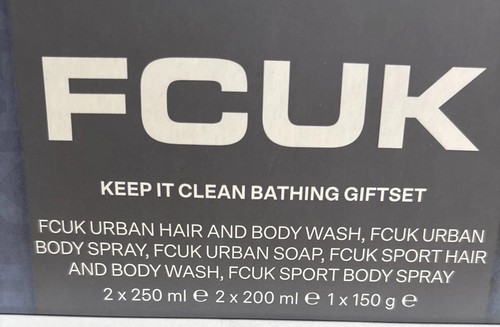 FCUK
KEEP IT CLEAN BATHING GIFTSET
FCUK URBAN HAIR AND BODY WASH, FCUK URBAN
BODY SPRAY, FCUK URBAN SOAP, FCUK SPORT HAIR
AND BODY WASH, FCUK SPORT BODY SPRAY
2 x 250 ml ℮ 2 x 200 ml ℮ 1 x 150 g ℮